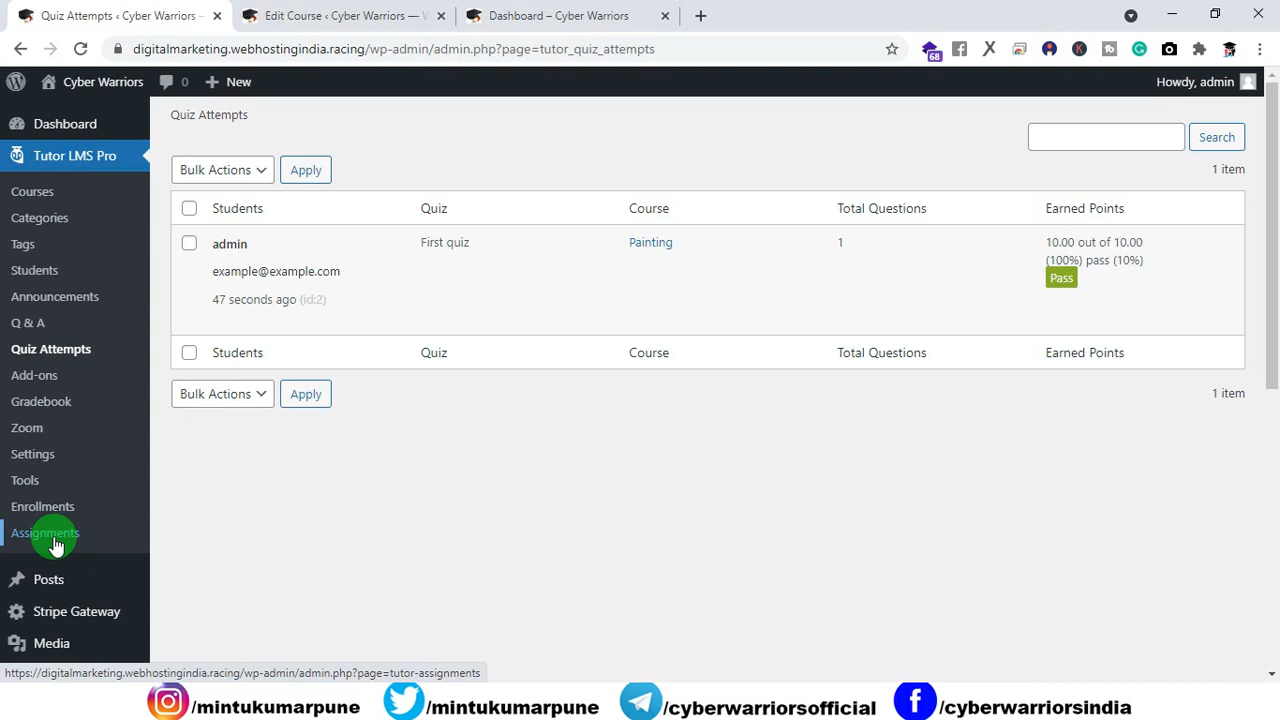 Quiz Attempts ‹ Cyber Warriors –
Edit Course ‹ Cyber Warriors — W
Dashboard – Cyber Warriors
digitalmarketing.webhostingindia.racing/wp-admin/admin.php?page=tutor_quiz_attempts
68
Cyber Warriors
0
New
Howdy, admin
Dashboard
Tutor LMS Pro
Courses
Categories
Tags
Students
Announcements
Q & A
Quiz Attempts
Add-ons
Gradebook
Zoom
Settings
Tools
Enrollments
Assignments
Posts
Stripe Gateway
Media
Quiz Attempts
Search
Bulk Actions
Apply
1 item
Students Quiz Course Total Questions Earned Points
admin First quiz Painting 1 10.00 out of 10.00
(100%) pass (10%)
example@example.com
Pass
47 seconds ago (id:2)
Students Quiz Course Total Questions Earned Points
Bulk Actions
Apply
1 item
https://digitalmarketing.webhostingindia.racing/wp-admin/admin.php?page=tutor-assignments
/mintukumarpune
/mintukumarpune
/cyberwarriorsofficial
/cyberwarriorsindia